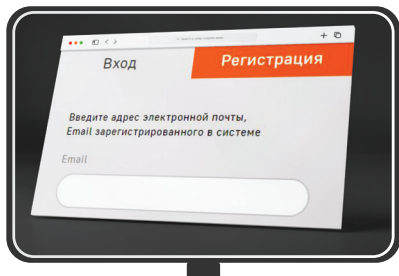 Вход
Регистрация
Введите адрес электронной почты,
Email зарегистрированного в системе
Email